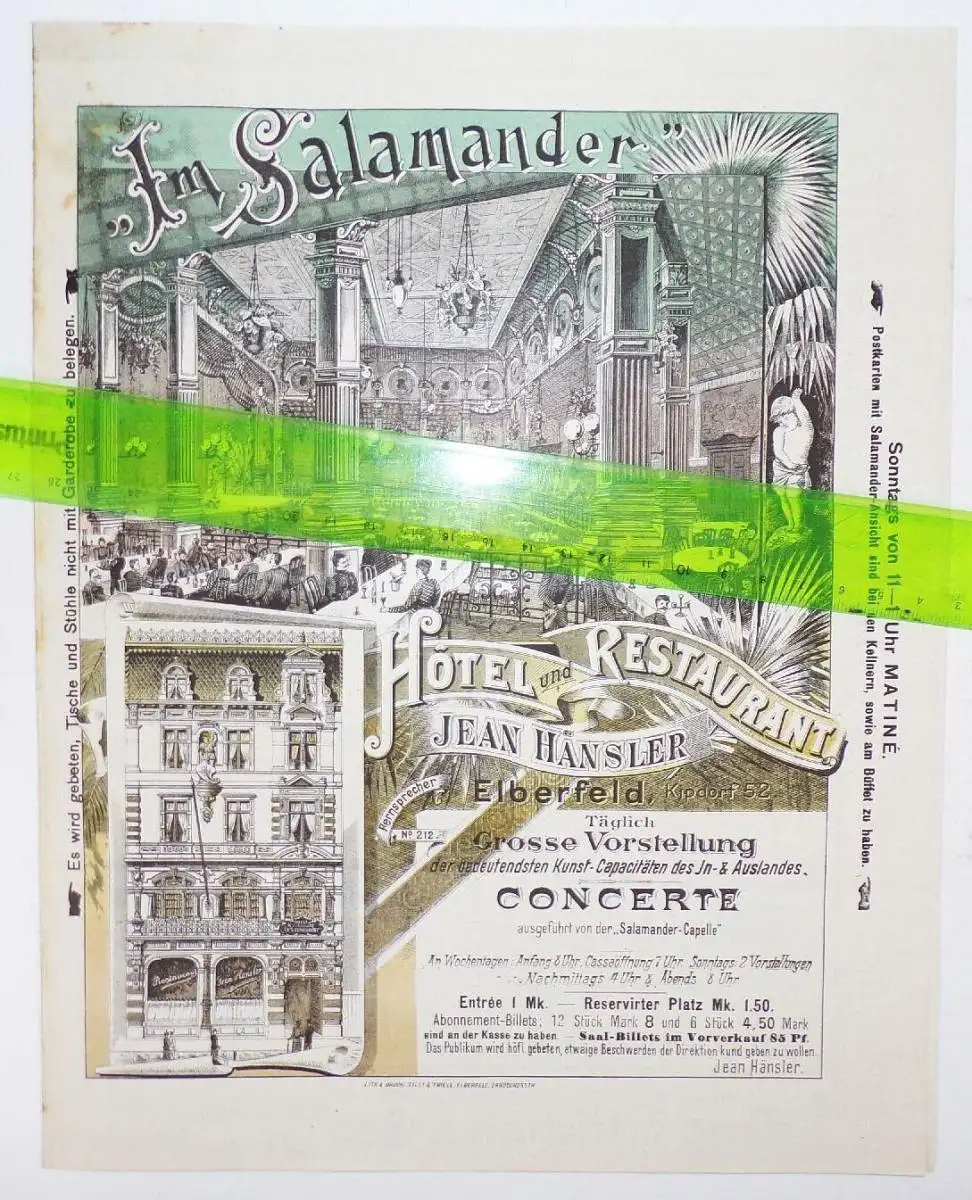 „Im Salamander”
Es wird gebeten, Tische und Stühle nicht mit Garderobe zu belegen.
Sonntags von 11—1 Uhr MATINÉ.
Postkarten mit Salamander-Ansicht sind bei den Kellnern, sowie am Büffet zu haben.
HÔTEL und RESTAURANT
JEAN HÄNSLER
Elberfeld, Kipdorf 52.
Fernsprecher
No. 212.
Restaurant
Jean Hänsler
Täglich
Grosse Vorstellung
der bedeutendsten Kunst-Capacitäten des In- & Auslandes.
CONCERTE
ausgeführt von der „Salamander-Capelle”
An Wochentagen: Anfang 8 Uhr, Cassaöffnung 7 Uhr. Sonntags 2 Vorstellungen
Nachmittags 4 Uhr & Abends 8 Uhr.
Entrée 1 Mk. — Reservirter Platz Mk. 1.50.
Abonnement-Billets; 12 Stück Mark 8 und 6 Stück 4,50 Mark
sind an der Kasse zu haben. — Saal-Billets im Vorverkauf 85 Pf.
Das Publikum wird höfl. gebeten, etwaige Beschwerden der Direktion kund geben zu wollen.
Jean Hänsler.